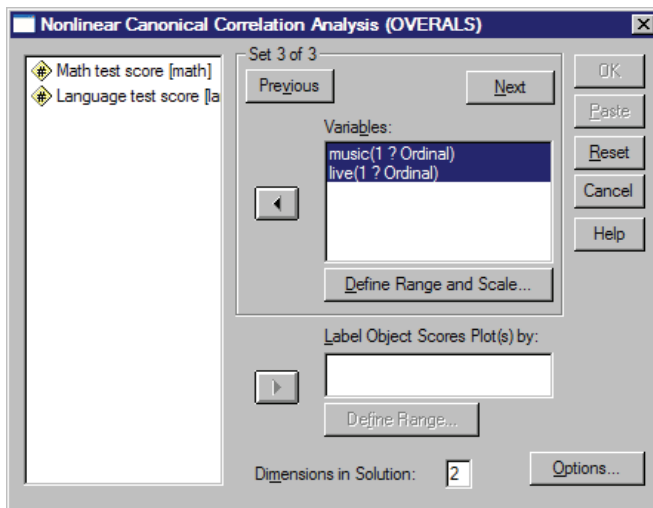 Nonlinear Canonical Correlation Analysis (OVERALS)
Math test score [math]
Language test score [la
Set 3 of 3
Previous
Next
Variables:
music(1 ? Ordinal)
live(1 ? Ordinal)
Define Range and Scale...
Label Object Scores Plot(s) by:
Define Range...
Dimensions in Solution: 2
Options...
OK
Paste
Reset
Cancel
Help